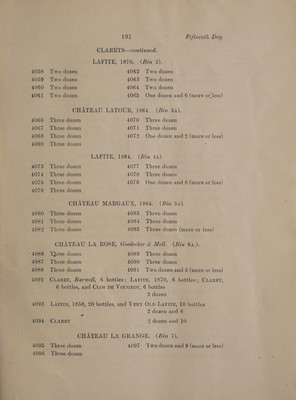 191 Fifteenth Day
CLARETS—continued.
LAFITE, 1870. (Bin 2).
4058 Two dozen 4062 Two dozen
4059 Two dozen 4063 Two dozen
4060 Two dozen 4064 Two dozen
4061 Two dozen 4065 One dozen and 6 (more or less)
CHÂTEAU LATOUR, 1864. (Bin 3A).
4066 Three dozen 4070 Three dozen
4067 Three dozen 4071 Three dozen
4068 Three dozen 4072 One dozen and 2 (more or less)
4069 Three dozen
LAFITE, 1864. (Bin 4A).
4073 Three dozen 4077 Three dozen
4074 Three dozen 4078 Three dozen
4075 Three dozen 4079 One dozen and 8 (more or less)
4076 Three dozen
CHÂTEAU MARGAUX, 1864. (Bin 5A).
4080 Three dozen 4083 Three dozen
4081 Three dozen 4084 Three dozen
4082 Three dozen 4085 Three dozen (more or less)
CHÂTEAU LA ROSE, Goedecker & Moll. (Bin 6A.).
4086 Three dozen 4089 Three dozen
4087 Three dozen 4090 Three dozen
4088 Three dozen 4091 Two dozen and 5 (more or less)
4092 CLARET, Barwell, 6 bottles; LAFITE, 1870, 6 bottles; CLARET,
6 bottles, and CLOS DE VOUGEOT, 6 bottles
2 dozen
4093 LAFITE, 1858, 20 bottles, and VERY OLD LAFITE, 10 bottles
2 dozen and 6
4094 CLARET 2 dozen and 10
CHÂTEAU LA GRANGE. (Bin 7).
4095 Three dozen 4097 Two dozen and 8 (more or less)
4096 Three dozen